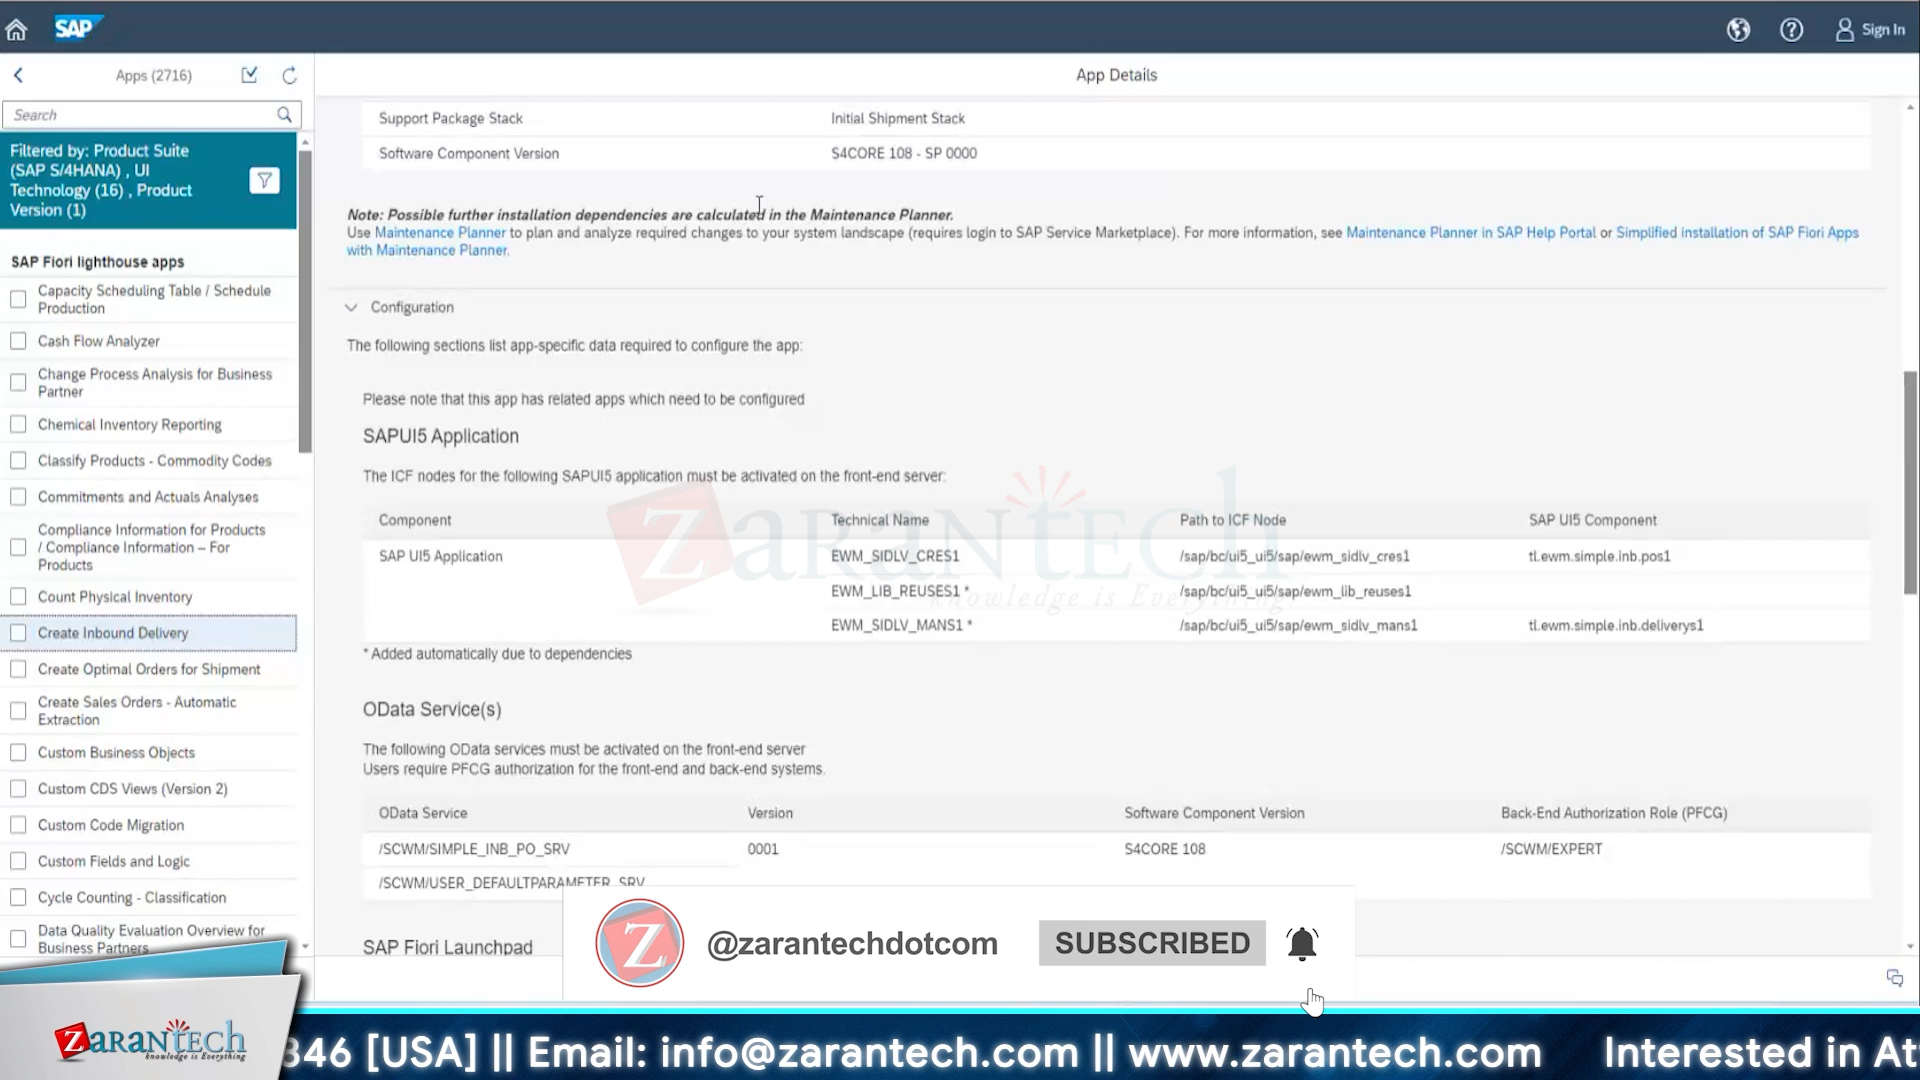 SAP
Sign In
Apps (2716)
App Details
Search
Filtered by: Product Suite
(SAP S/4HANA) , UI
Technology (16) , Product
Version (1)
SAP Fiori lighthouse apps
Capacity Scheduling Table / Schedule
Production
Cash Flow Analyzer
Change Process Analysis for Business
Partner
Chemical Inventory Reporting
Classify Products - Commodity Codes
Commitments and Actuals Analyses
Compliance Information for Products
/ Compliance Information – For
Products
Count Physical Inventory
Create Inbound Delivery
Create Optimal Orders for Shipment
Create Sales Orders - Automatic
Extraction
Custom Business Objects
Custom CDS Views (Version 2)
Custom Code Migration
Custom Fields and Logic
Cycle Counting - Classification
Data Quality Evaluation Overview for
Business Partners
Support Package Stack Initial Shipment Stack
Software Component Version S4CORE 108 - SP 0000
Note: Possible further installation dependencies are calculated in the Maintenance Planner.
Use Maintenance Planner to plan and analyze required changes to your system landscape (requires login to SAP Service Marketplace). For more information, see Maintenance Planner in SAP Help Portal or Simplified installation of SAP Fiori Apps
with Maintenance Planner.
Configuration
The following sections list app-specific data required to configure the app:
Please note that this app has related apps which need to be configured
SAPUI5 Application
The ICF nodes for the following SAPUI5 application must be activated on the front-end server:
Component Technical Name Path to ICF Node SAP UI5 Component
SAP UI5 Application EWM_SIDLV_CRES1 /sap/bc/ui5_ui5/sap/ewm_sidlv_cres1 tl.ewm.simple.inb.pos1
EWM_LIB_REUSES1 * /sap/bc/ui5_ui5/sap/ewm_lib_reuses1
EWM_SIDLV_MANS1 * /sap/bc/ui5_ui5/sap/ewm_sidlv_mans1 tl.ewm.simple.inb.deliverys1
* Added automatically due to dependencies
ZaranTech
knowledge is Everything
OData Service(s)
The following OData services must be activated on the front-end server
Users require PFCG authorization for the front-end and back-end systems.
OData Service Version Software Component Version Back-End Authorization Role (PFCG)
/SCWM/SIMPLE_INB_PO_SRV 0001 S4CORE 108 /SCWM/EXPERT
/SCWM/USER_DEFAULTPARAMETER_SRV
SAP Fiori Launchpad
Z @zarantechdotcom SUBSCRIBED
ZaranTech
knowledge is Everything
346 [USA] || Email: info@zarantech.com || www.zarantech.com Interested in At